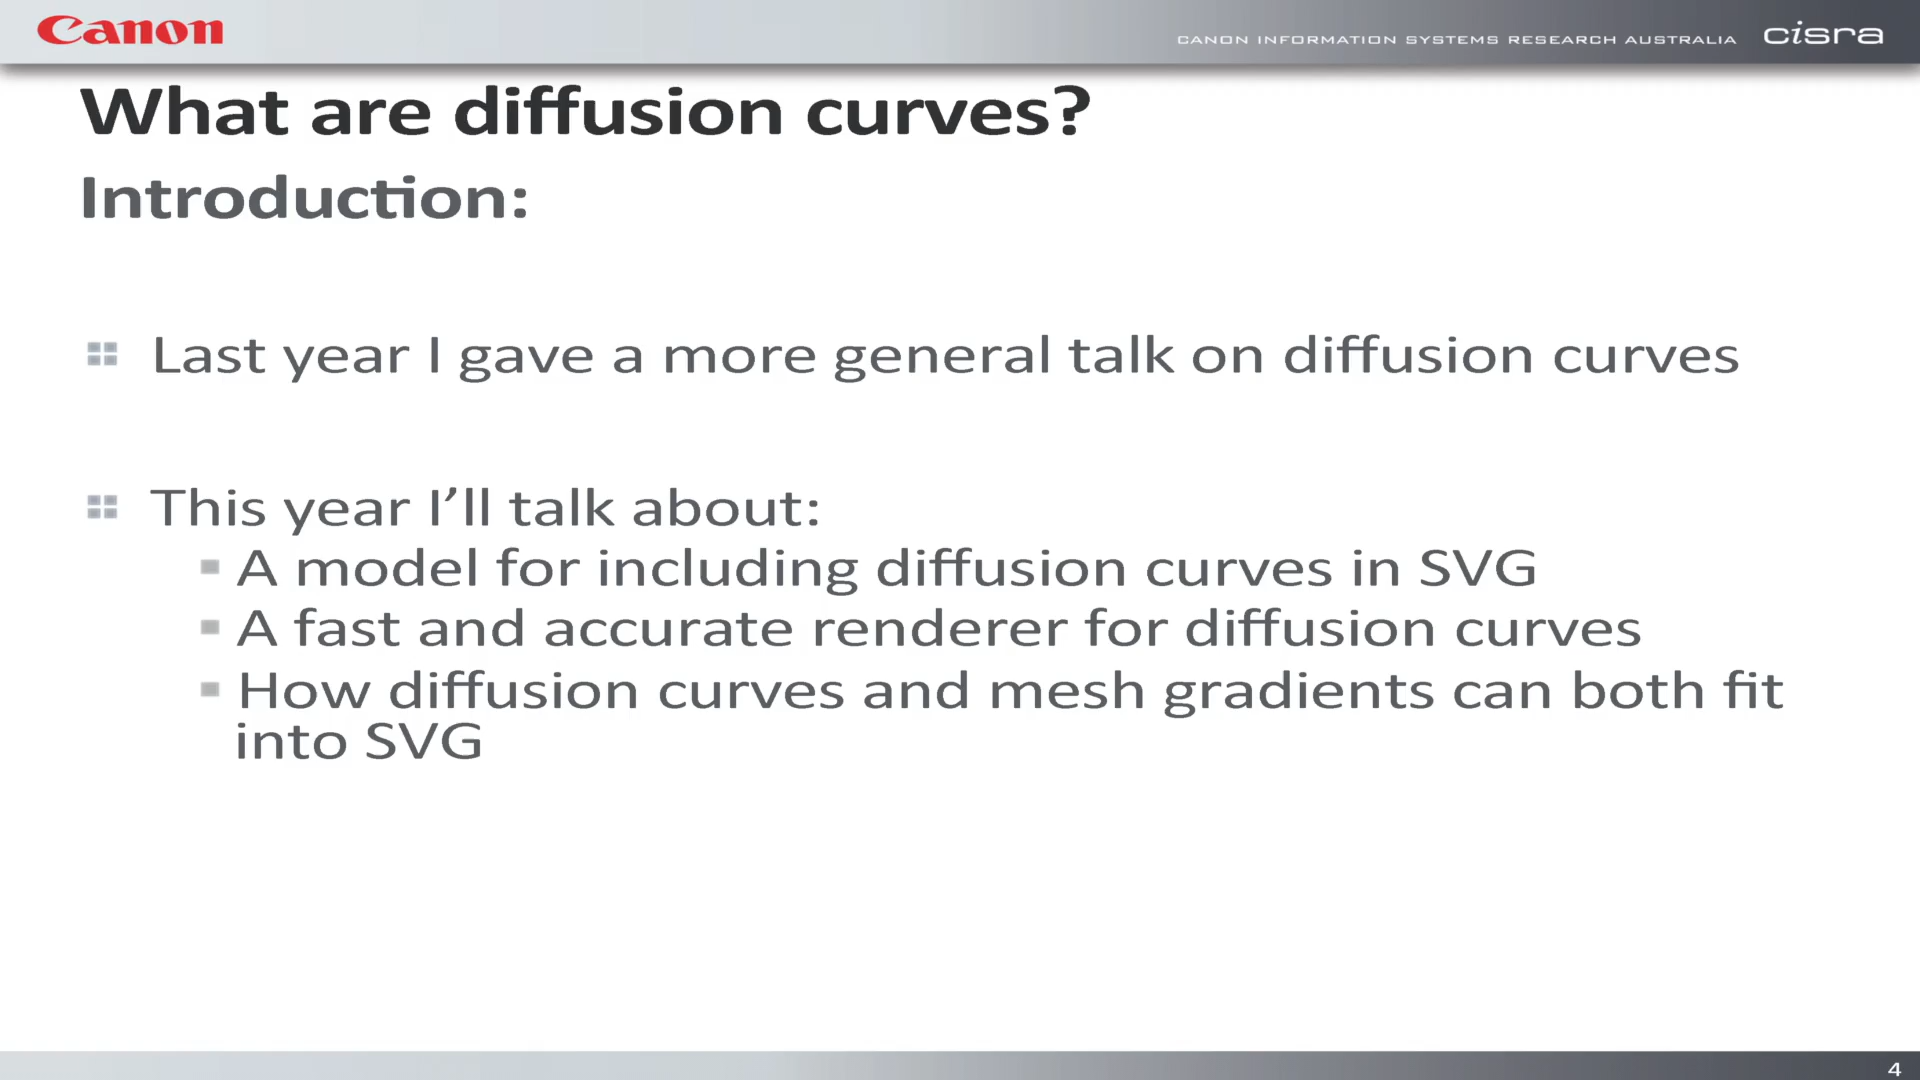 Canon
CANON INFORMATION SYSTEMS RESEARCH AUSTRALIA cisra
What are diffusion curves?
Introduction:
Last year I gave a more general talk on diffusion curves
This year I’ll talk about:
A model for including diffusion curves in SVG
A fast and accurate renderer for diffusion curves
How diffusion curves and mesh gradients can both fit
into SVG
4